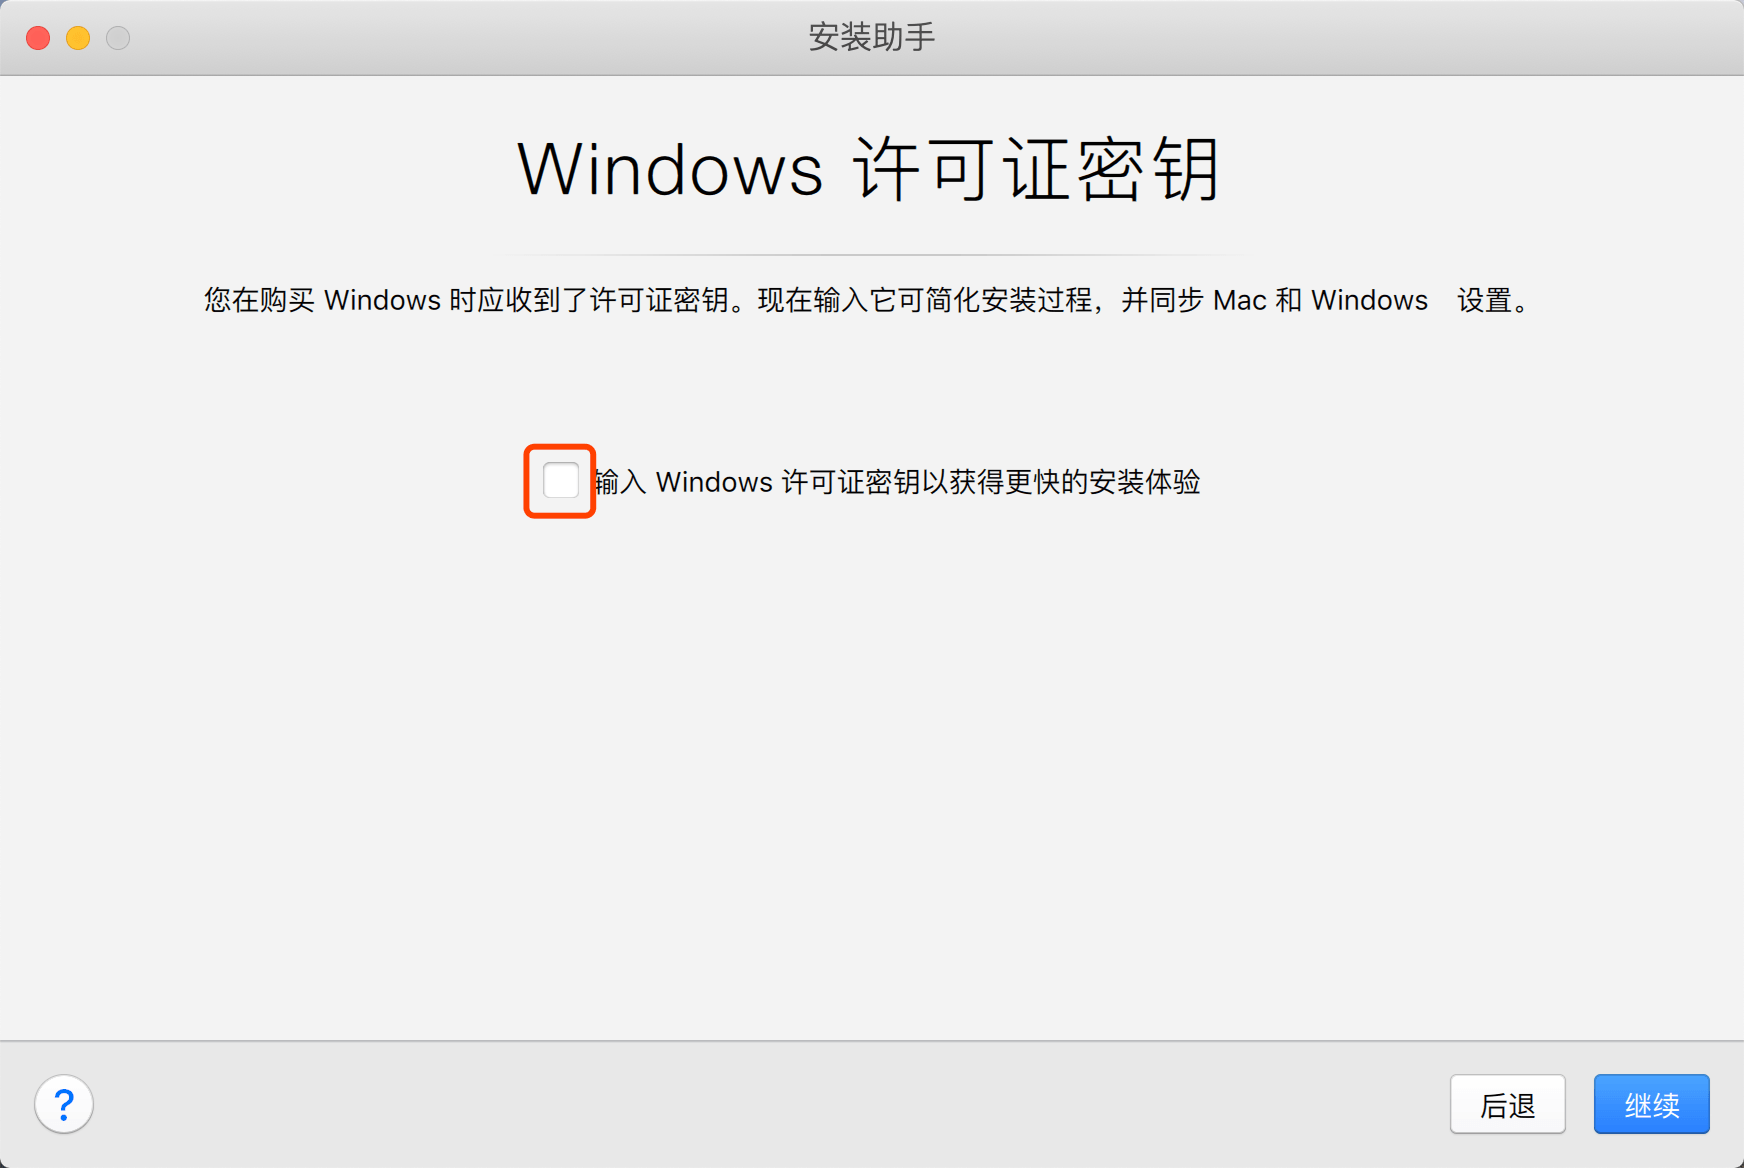 安装助手
Windows 许可证密钥
您在购买 Windows 时应收到了许可证密钥。现在输入它可简化安装过程，并同步 Mac 和 Windows　设置。
输入 Windows 许可证密钥以获得更快的安装体验
?
后退
继续